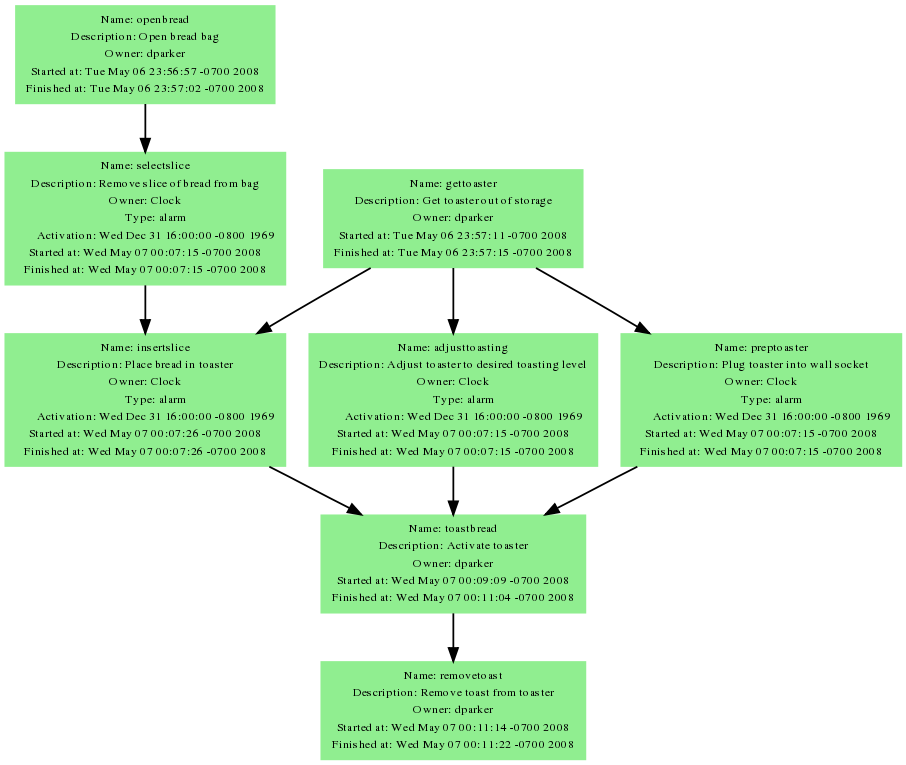 Name: openbread
Description: Open bread bag
Owner: dparker
Started at: Tue May 06 23:56:57 -0700 2008
Finished at: Tue May 06 23:57:02 -0700 2008
Name: selectslice
Description: Remove slice of bread from bag
Owner: Clock
Type: alarm
Activation: Wed Dec 31 16:00:00 -0800 1969
Started at: Wed May 07 00:07:15 -0700 2008
Finished at: Wed May 07 00:07:15 -0700 2008
Name: gettoaster
Description: Get toaster out of storage
Owner: dparker
Started at: Tue May 06 23:57:11 -0700 2008
Finished at: Tue May 06 23:57:15 -0700 2008
Name: insertslice
Description: Place bread in toaster
Owner: Clock
Type: alarm
Activation: Wed Dec 31 16:00:00 -0800 1969
Started at: Wed May 07 00:07:26 -0700 2008
Finished at: Wed May 07 00:07:26 -0700 2008
Name: adjusttoasting
Description: Adjust toaster to desired toasting level
Owner: Clock
Type: alarm
Activation: Wed Dec 31 16:00:00 -0800 1969
Started at: Wed May 07 00:07:15 -0700 2008
Finished at: Wed May 07 00:07:15 -0700 2008
Name: preptoaster
Description: Plug toaster into wall socket
Owner: Clock
Type: alarm
Activation: Wed Dec 31 16:00:00 -0800 1969
Started at: Wed May 07 00:07:15 -0700 2008
Finished at: Wed May 07 00:07:15 -0700 2008
Name: toastbread
Description: Activate toaster
Owner: dparker
Started at: Wed May 07 00:09:09 -0700 2008
Finished at: Wed May 07 00:11:04 -0700 2008
Name: removetoast
Description: Remove toast from toaster
Owner: dparker
Started at: Wed May 07 00:11:14 -0700 2008
Finished at: Wed May 07 00:11:22 -0700 2008